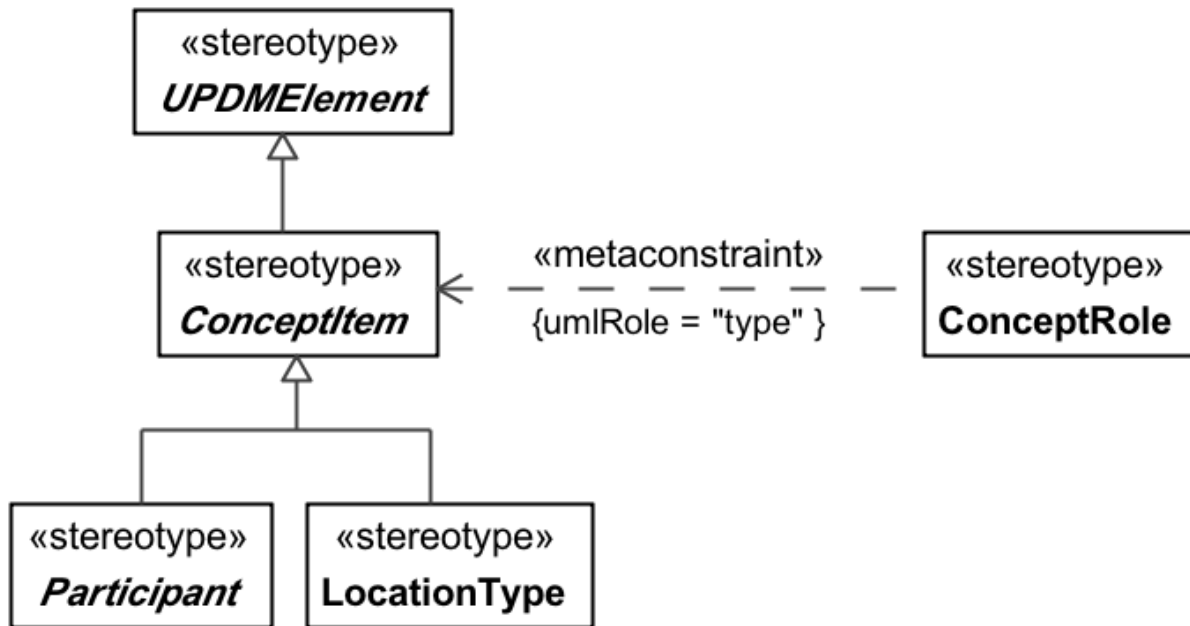 «stereotype»
UPDMElement
«stereotype»
ConceptItem
«metaconstraint»
{umlRole = "type" }
«stereotype»
ConceptRole
«stereotype»
Participant
«stereotype»
LocationType